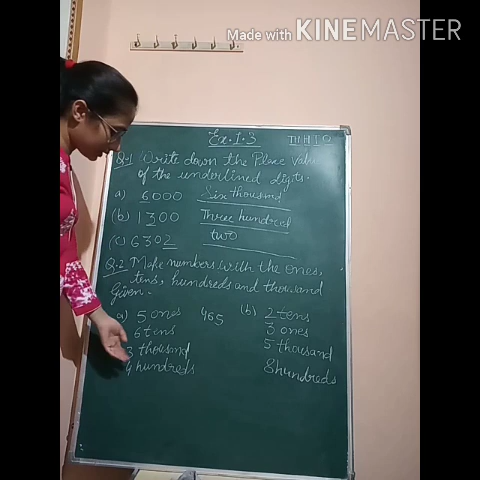 Made with KINEMASTER
Ex. 1.3 TH H T O
Q.1 Write down the Place Value
of the underlined digits.
a) 6000 Six thousand
(b) 1300 Three hundred
(c) 6302 two
Q.2 Make numbers with the ones,
tens, hundreds and thousand
Given.
a) 5 ones 465 (b) 2 tens
6 tens 3 ones
3 thousand 5 thousand
4 hundreds 8 hundreds